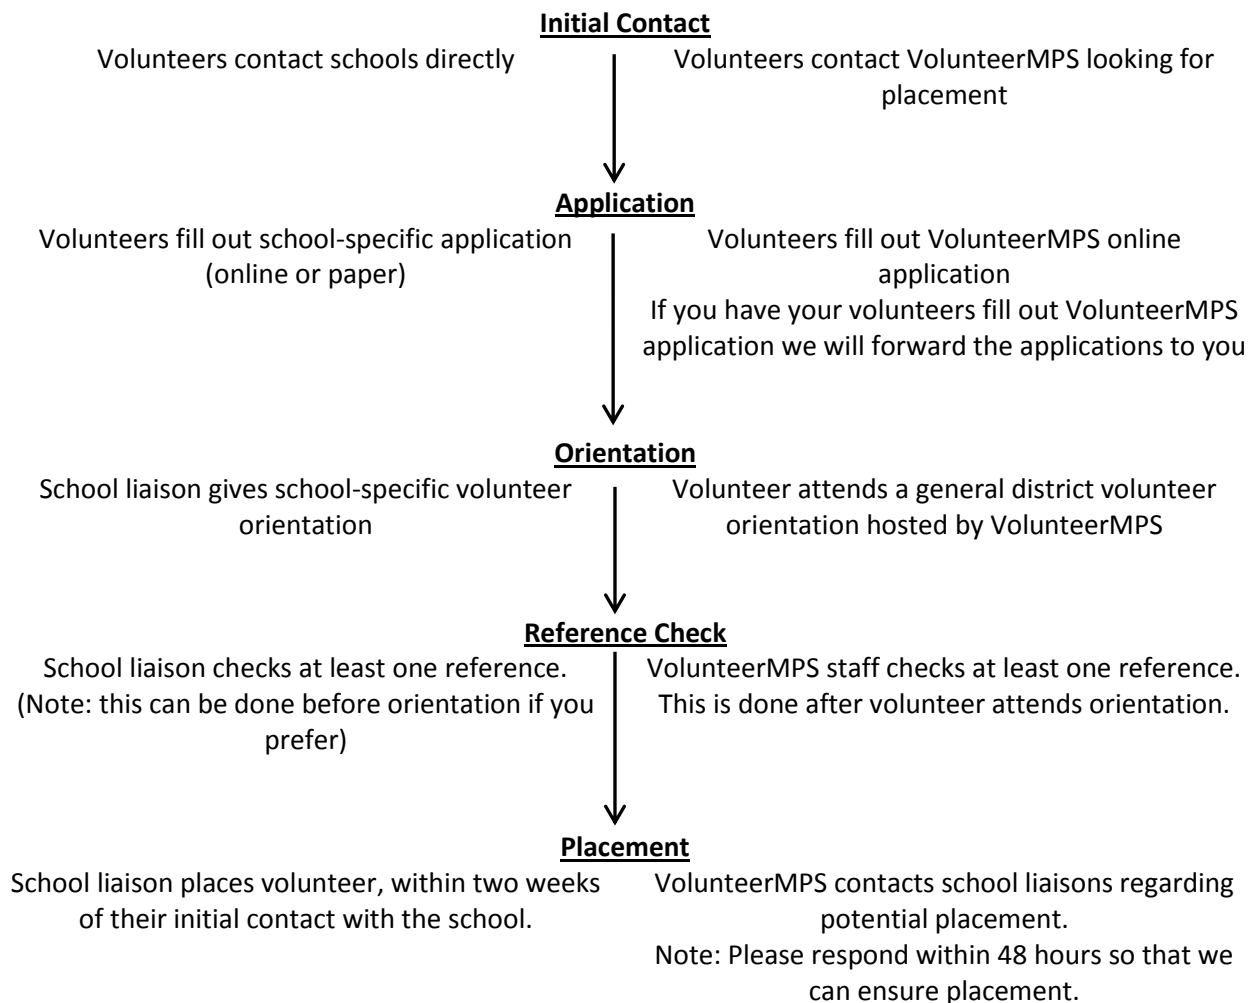 Initial Contact
Volunteers contact schools directly
Volunteers contact VolunteerMPS looking for
placement
Application
Volunteers fill out school-specific application
(online or paper)
Volunteers fill out VolunteerMPS online
application
If you have your volunteers fill out VolunteerMPS
application we will forward the applications to you
Orientation
School liaison gives school-specific volunteer
orientation
Volunteer attends a general district volunteer
orientation hosted by VolunteerMPS
Reference Check
School liaison checks at least one reference.
(Note: this can be done before orientation if you
prefer)
VolunteerMPS staff checks at least one reference.
This is done after volunteer attends orientation.
Placement
School liaison places volunteer, within two weeks
of their initial contact with the school.
VolunteerMPS contacts school liaisons regarding
potential placement.
Note: Please respond within 48 hours so that we
can ensure placement.